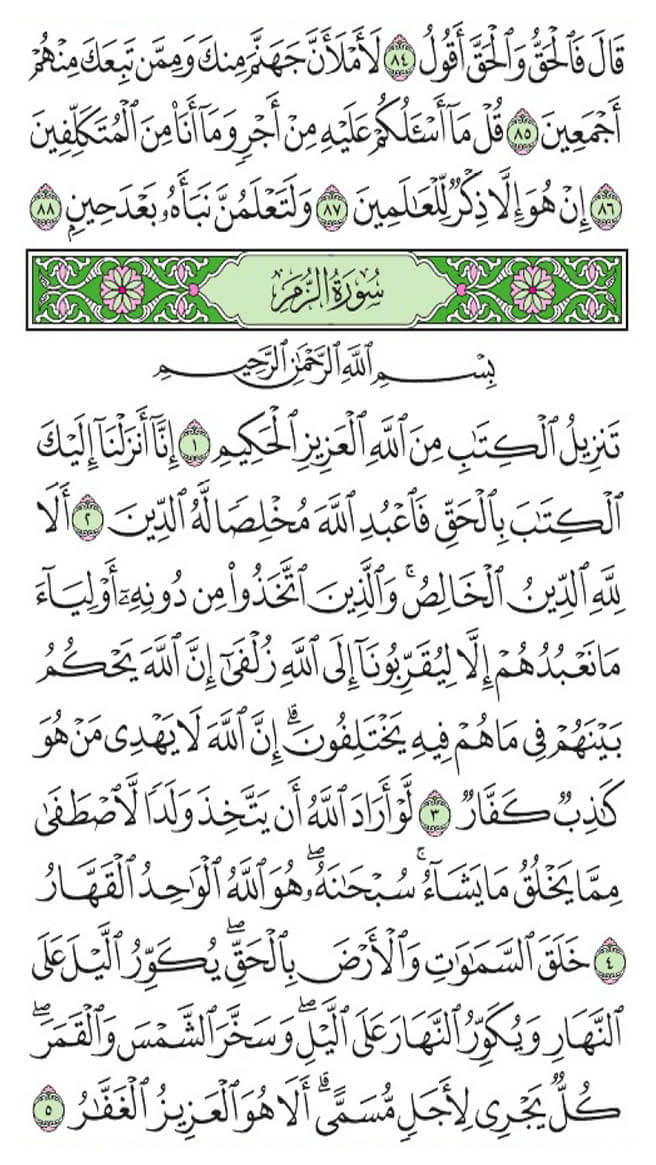 قَالَ فَٱلْحَقُّ وَٱلْحَقَّ أَقُولُ ٨٤ لَأَمْلَأَنَّ جَهَنَّمَ مِنكَ وَمِمَّن تَبِعَكَ مِنْهُمْ
أَجْمَعِينَ ٨٥ قُلْ مَآ أَسْـَٔلُكُمْ عَلَيْهِ مِنْ أَجْرٍ وَمَآ أَنَا۠ مِنَ ٱلْمُتَكَلِّفِينَ
٨٦ إِنْ هُوَ إِلَّا ذِكْرٌ لِّلْعَٰلَمِينَ ٨٧ وَلَتَعْلَمُنَّ نَبَأَهُۥ بَعْدَ حِينٍۭ ٨٨
سُورَةُ الزُّمَرِ
بِسْمِ ٱللَّهِ ٱلرَّحْمَٰنِ ٱلرَّحِيمِ
تَنزِيلُ ٱلْكِتَٰبِ مِنَ ٱللَّهِ ٱلْعَزِيزِ ٱلْحَكِيمِ ١ إِنَّآ أَنزَلْنَآ إِلَيْكَ
ٱلْكِتَٰبَ بِٱلْحَقِّ فَٱعْبُدِ ٱللَّهَ مُخْلِصًا لَّهُ ٱلدِّينَ ٢ أَلَا
لِلَّهِ ٱلدِّينُ ٱلْخَالِصُ ۚ وَٱلَّذِينَ ٱتَّخَذُوا۟ مِن دُونِهِۦٓ أَوْلِيَآءَ
مَا نَعْبُدُهُمْ إِلَّا لِيُقَرِّبُونَآ إِلَى ٱللَّهِ زُلْفَىٰٓ إِنَّ ٱللَّهَ يَحْكُمُ
بَيْنَهُمْ فِى مَا هُمْ فِيهِ يَخْتَلِفُونَ ۗ إِنَّ ٱللَّهَ لَا يَهْدِى مَنْ هُوَ
كَٰذِبٌ كَفَّارٌ ٣ لَّوْ أَرَادَ ٱللَّهُ أَن يَتَّخِذَ وَلَدًا لَّٱصْطَفَىٰ
مِمَّا يَخْلُقُ مَا يَشَآءُ ۚ سُبْحَٰنَهُۥ ۖ هُوَ ٱللَّهُ ٱلْوَٰحِدُ ٱلْقَهَّارُ
٤ خَلَقَ ٱلسَّمَٰوَٰتِ وَٱلْأَرْضَ بِٱلْحَقِّ ۖ يُكَوِّرُ ٱلَّيْلَ عَلَى
ٱلنَّهَارِ وَيُكَوِّرُ ٱلنَّهَارَ عَلَى ٱلَّيْلِ ۖ وَسَخَّرَ ٱلشَّمْسَ وَٱلْقَمَرَ ۖ
كُلٌّ يَجْرِى لِأَجَلٍ مُّسَمًّى ۗ أَلَا هُوَ ٱلْعَزِيزُ ٱلْغَفَّٰرُ ٥